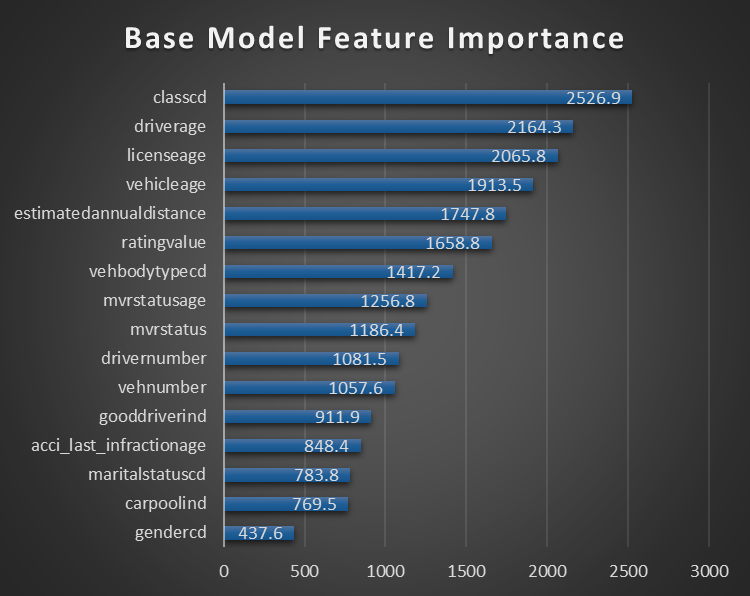 Base Model Feature Importance
classcd 2526.9
driverage 2164.3
licenseage 2065.8
vehicleage 1913.5
estimatedannualdistance 1747.8
ratingvalue 1658.8
vehbodytypecd 1417.2
mvrstatusage 1256.8
mvrstatus 1186.4
drivernumber 1081.5
vehnumber 1057.6
gooddriverind 911.9
acci_last_infractionage 848.4
maritalstatuscd 783.8
carpoolind 769.5
gendercd 437.6
0 500 1000 1500 2000 2500 3000